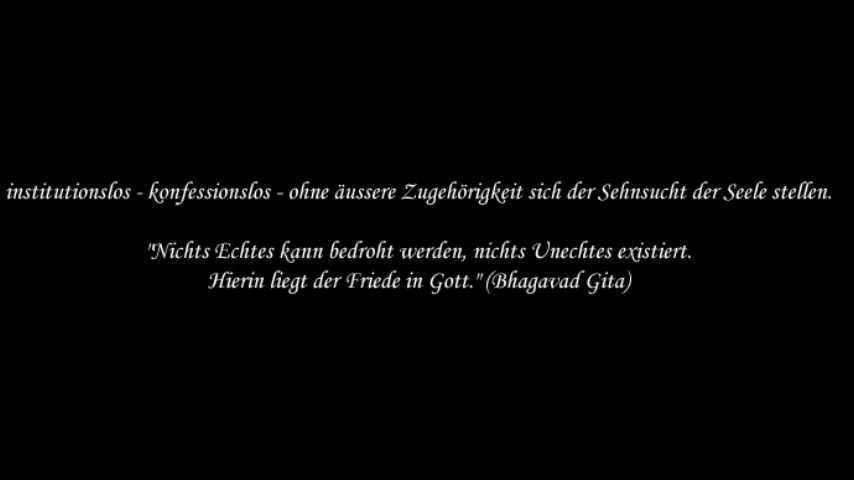 institutionslos - konfessionslos - ohne äussere Zugehörigkeit sich der Sehnsucht der Seele stellen.
"Nichts Echtes kann bedroht werden, nichts Unechtes existiert.
Hierin liegt der Friede in Gott." (Bhagavad Gita)